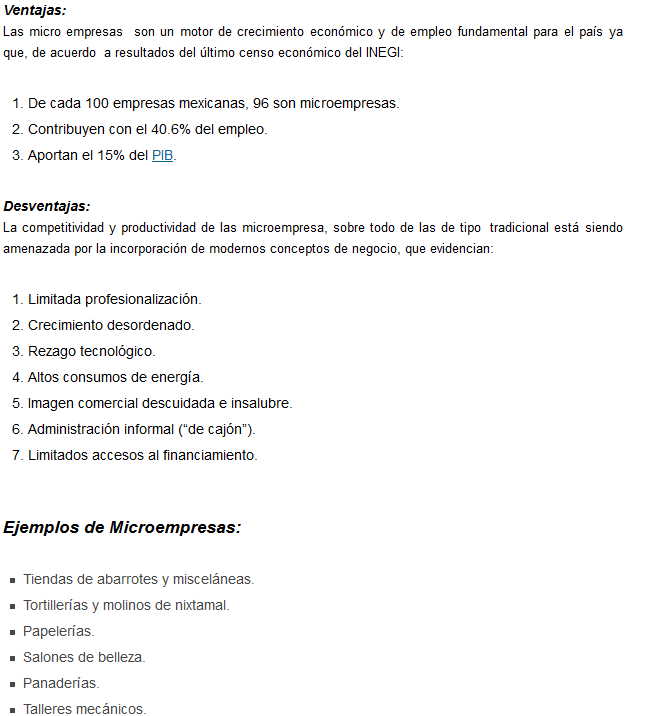 Ventajas:
Las micro empresas  son un motor de crecimiento económico y de empleo fundamental para el país ya
que, de acuerdo  a resultados del último censo económico del INEGI:
1. De cada 100 empresas mexicanas, 96 son microempresas.
2. Contribuyen con el 40.6% del empleo.
3. Aportan el 15% del PIB.
Desventajas:
La competitividad y productividad de las microempresa, sobre todo de las de tipo  tradicional está siendo
amenazada por la incorporación de modernos conceptos de negocio, que evidencian:
1. Limitada profesionalización.
2. Crecimiento desordenado.
3. Rezago tecnológico.
4. Altos consumos de energía.
5. Imagen comercial descuidada e insalubre.
6. Administración informal (“de cajón”).
7. Limitados accesos al financiamiento.
Ejemplos de Microempresas:
▪ Tiendas de abarrotes y misceláneas.
▪ Tortillerías y molinos de nixtamal.
▪ Papelerías.
▪ Salones de belleza.
▪ Panaderías.
▪ Talleres mecánicos.